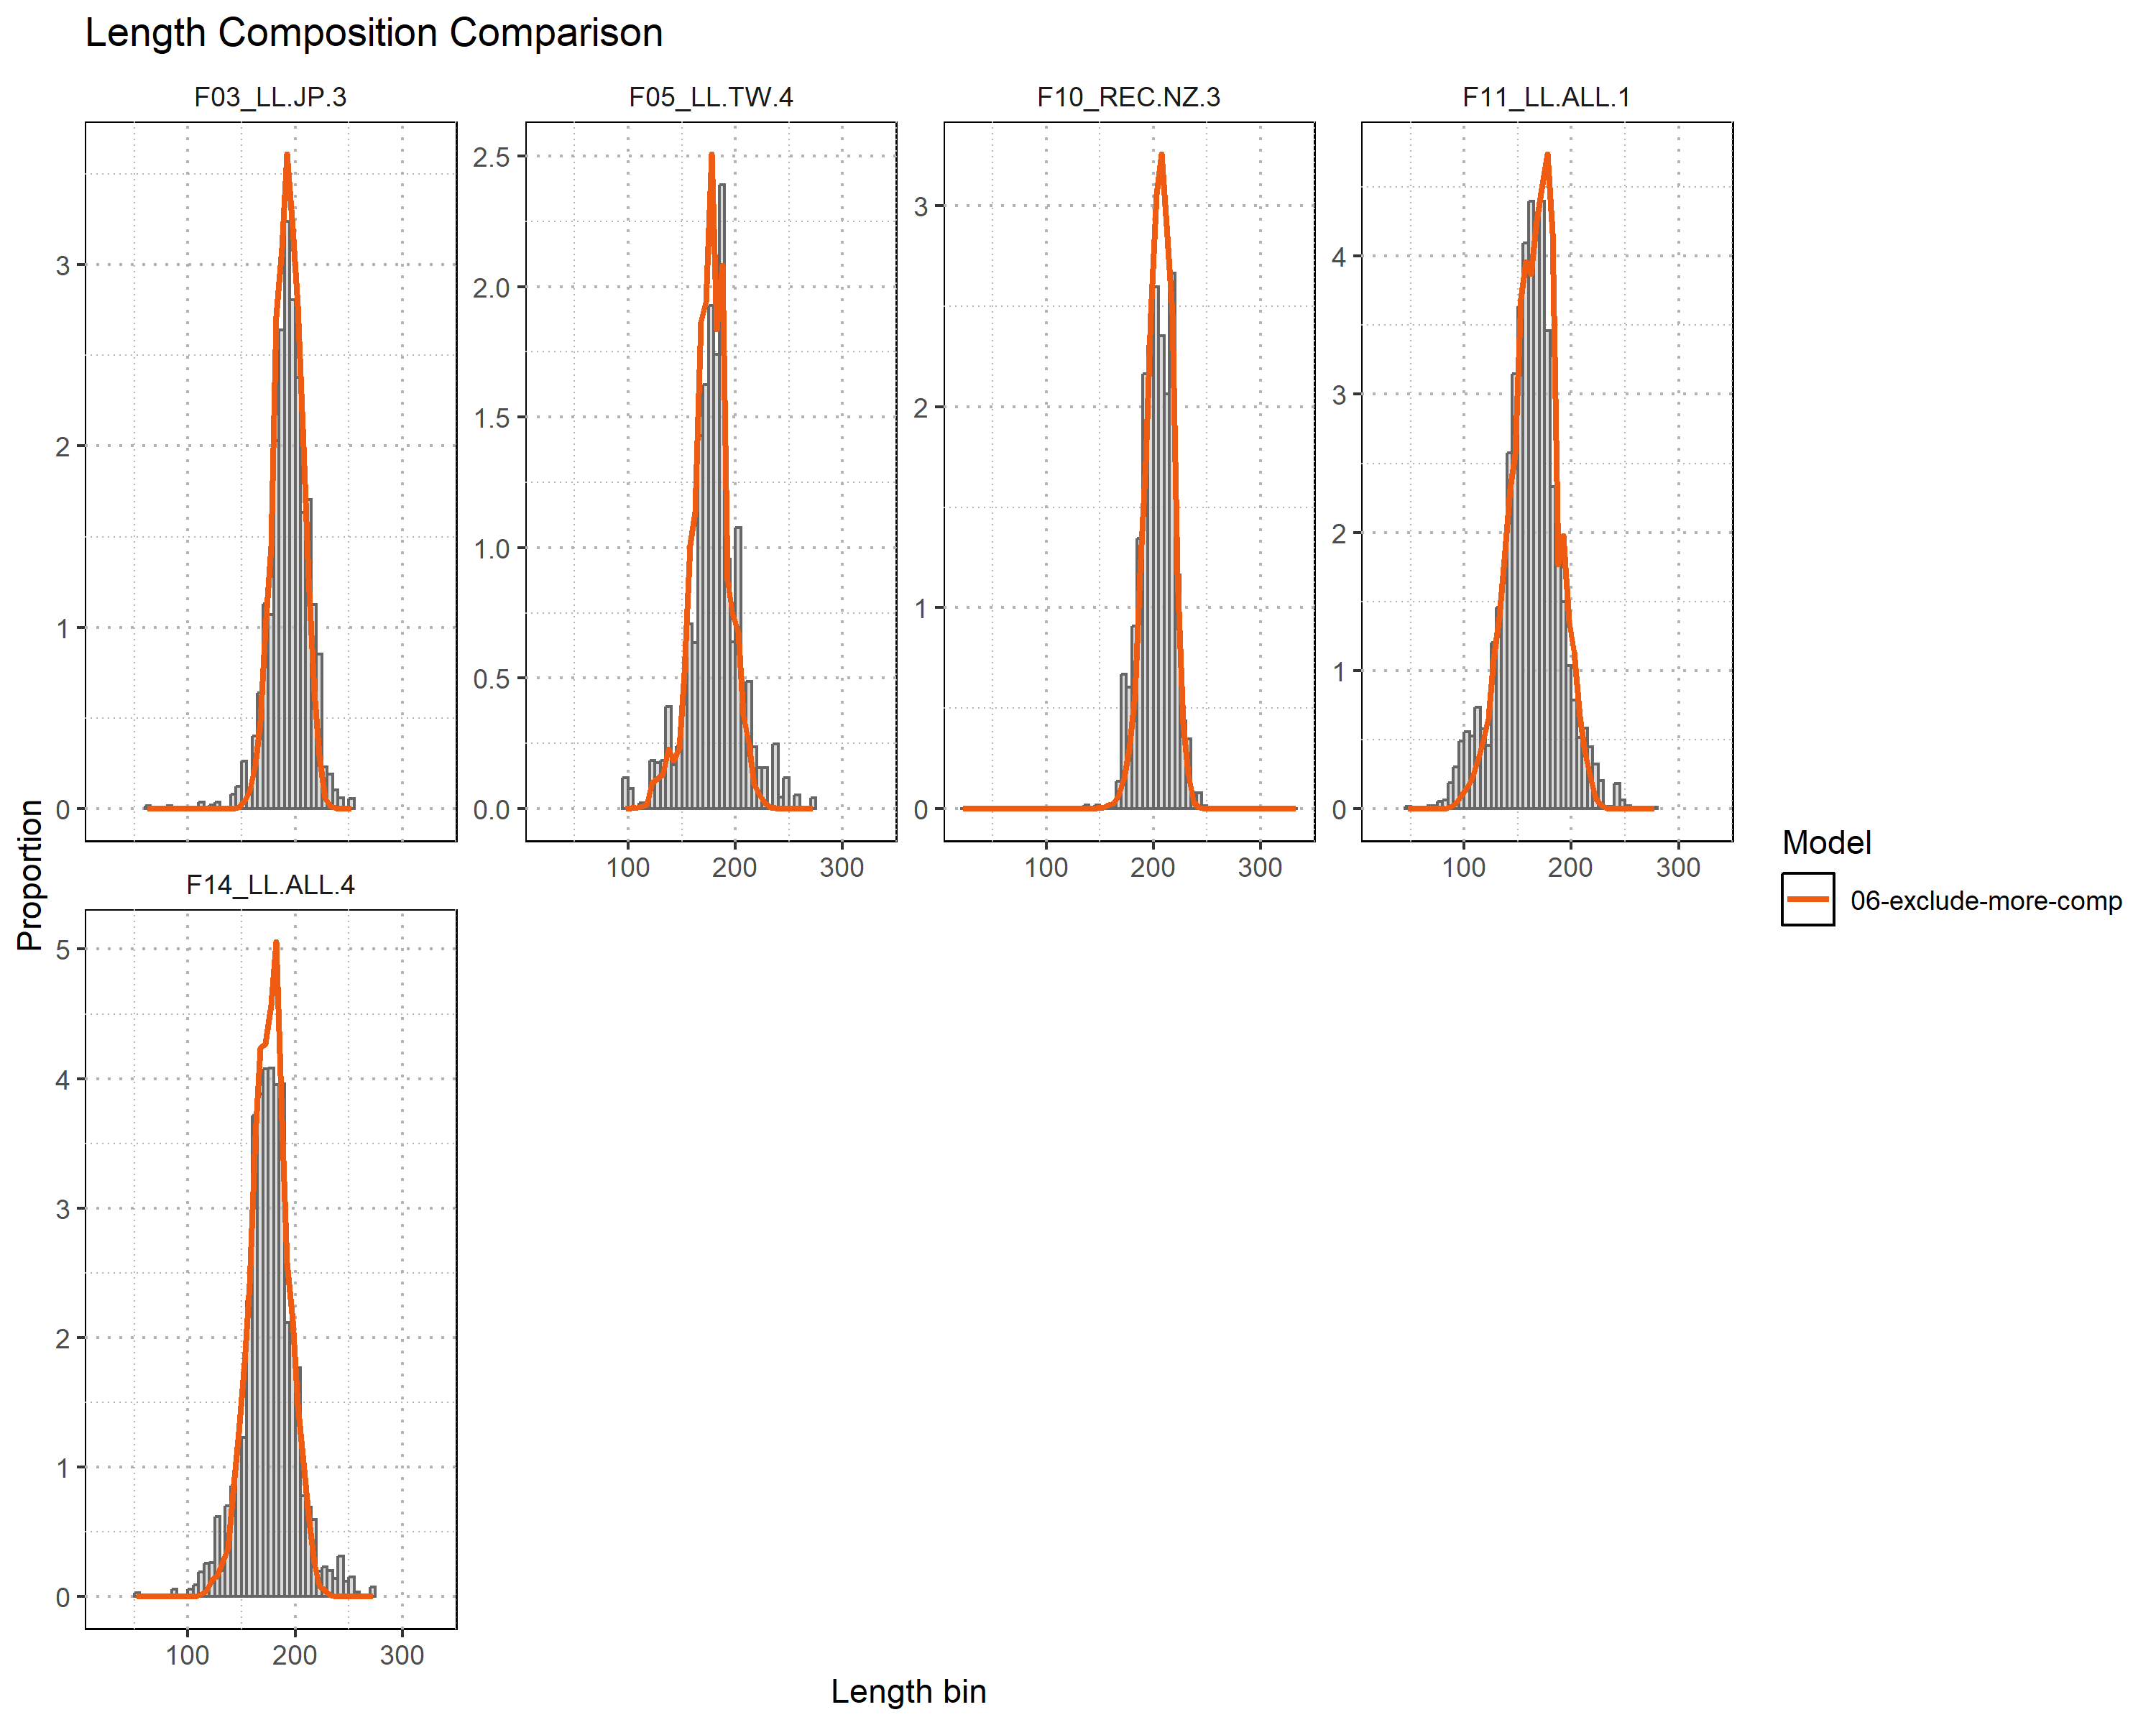 Length Composition Comparison
F03_LL.JP.3
F05_LL.TW.4
F10_REC.NZ.3
F11_LL.ALL.1
3
2
1
0
2.5
2.0
1.5
1.0
0.5
0.0
100 200 300
3
2
1
0
100 200 300
4
3
2
1
0
100 200 300
F14_LL.ALL.4
5
4
3
2
1
0
100 200 300
Proportion
Length bin
Model
06-exclude-more-comp